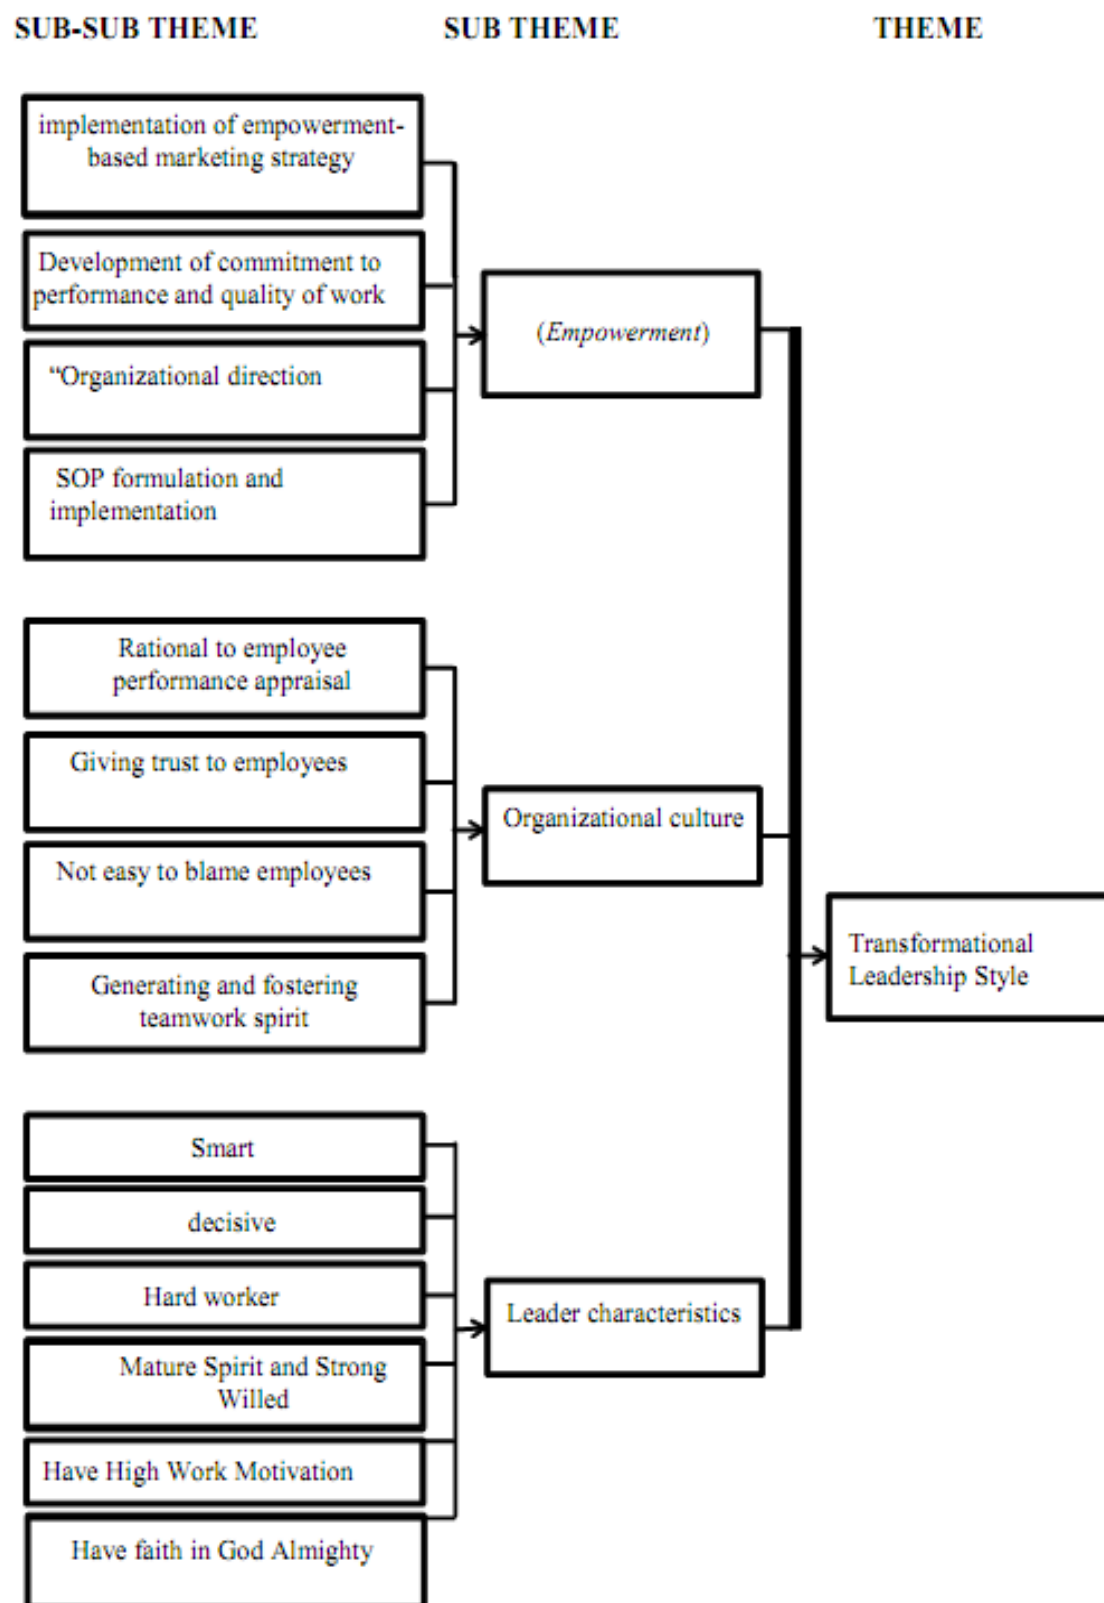 SUB-SUB THEME
SUB THEME
THEME
implementation of empowerment-
based marketing strategy
Development of commitment to
performance and quality of work
“Organizational direction
SOP formulation and
implementation
(Empowerment)
Rational to employee
performance appraisal
Giving trust to employees
Not easy to blame employees
Generating and fostering
teamwork spirit
Organizational culture
Smart
decisive
Hard worker
Mature Spirit and Strong
Willed
Have High Work Motivation
Have faith in God Almighty
Leader characteristics
Transformational
Leadership Style